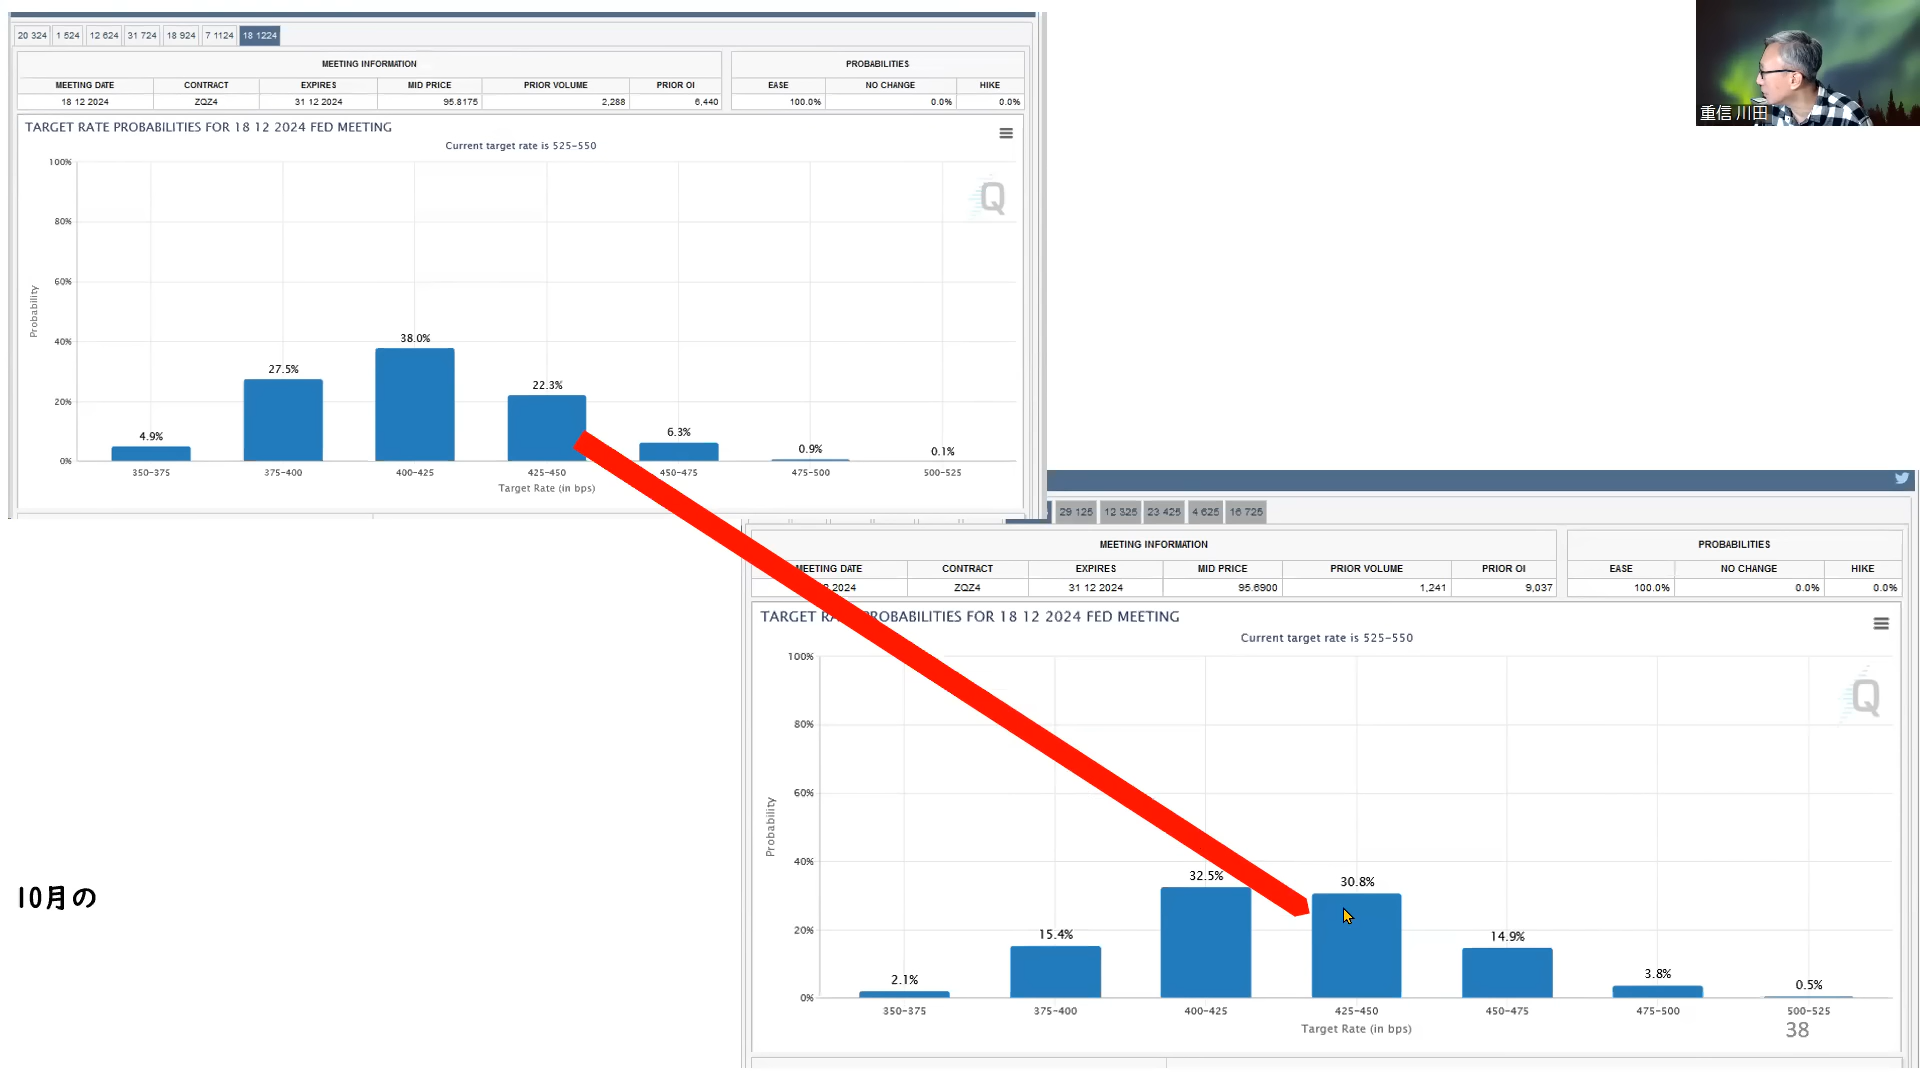 20 324 1 524 12 624 31 724 18 924 7 1124 18 1224
MEETING INFORMATION
MEETING DATE CONTRACT EXPIRES MID PRICE PRIOR VOLUME PRIOR OI
18 12 2024 ZQZ4 31 12 2024 95.8175 2,288 6,440
PROBABILITIES
EASE NO CHANGE HIKE
100.0% 0.0% 0.0%
TARGET RATE PROBABILITIES FOR 18 12 2024 FED MEETING
Current target rate is 525-550
Q
Probability
100%
80%
60%
40%
20%
0%
4.9%
27.5%
38.0%
22.3%
6.3%
0.9%
0.1%
350-375 375-400 400-425 425-450 450-475 475-500 500-525
Target Rate (in bps)
重信 川田
29 125 12 325 23 425 4 625 16 725
MEETING INFORMATION
MEETING DATE CONTRACT EXPIRES MID PRICE PRIOR VOLUME PRIOR OI
2024 ZQZ4 31 12 2024 95.6900 1,241 9,037
PROBABILITIES
EASE NO CHANGE HIKE
100.0% 0.0% 0.0%
TARGET RATE PROBABILITIES FOR 18 12 2024 FED MEETING
Current target rate is 525-550
Q
Probability
100%
80%
60%
40%
20%
0%
2.1%
15.4%
32.5%
30.8%
14.9%
3.8%
0.5%
350-375 375-400 400-425 425-450 450-475 475-500 500-525
Target Rate (in bps)
38
10月の